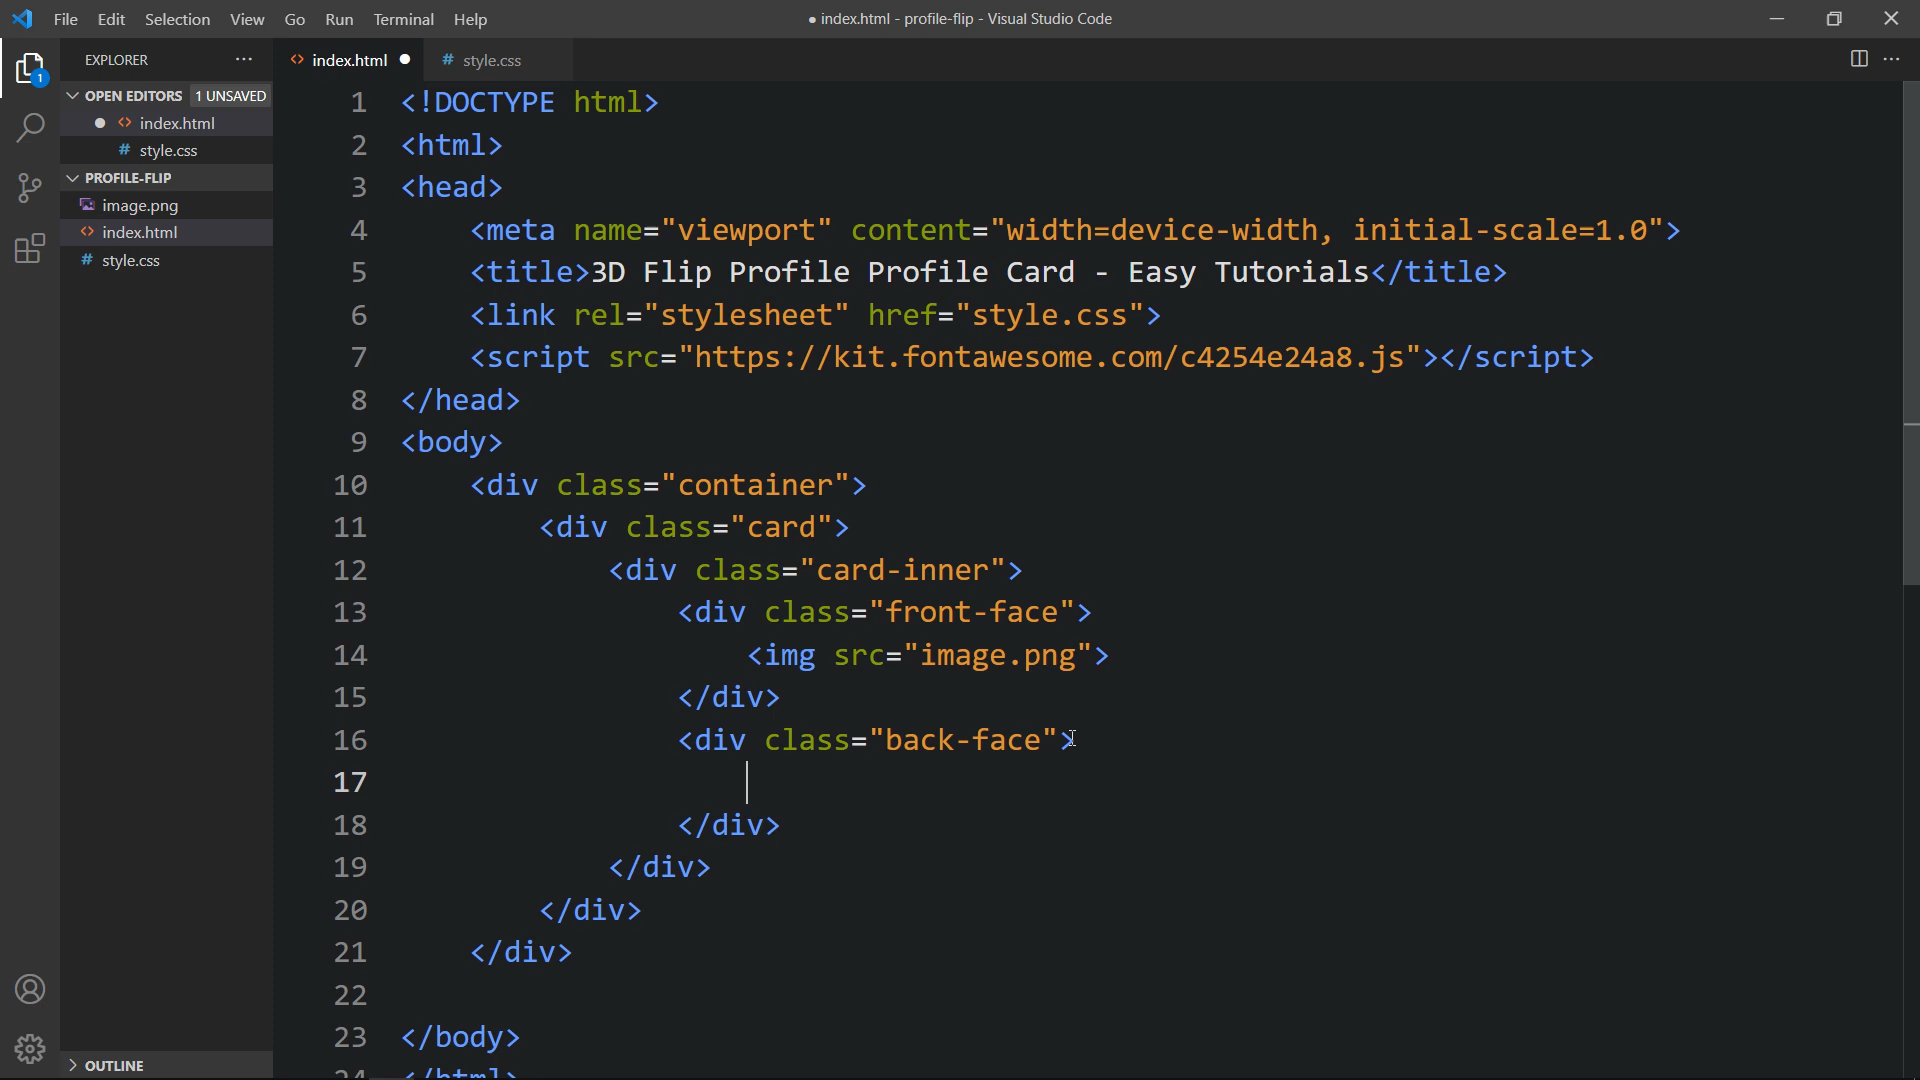 File Edit Selection View Go Run Terminal Help
● index.html - profile-flip - Visual Studio Code
EXPLORER
1
index.html
# style.css
OPEN EDITORS 1 UNSAVED
index.html
# style.css
PROFILE-FLIP
image.png
index.html
# style.css
OUTLINE
1 <!DOCTYPE html>
2 <html>
3 <head>
4 <meta name="viewport" content="width=device-width, initial-scale=1.0">
5 <title>3D Flip Profile Profile Card - Easy Tutorials</title>
6 <link rel="stylesheet" href="style.css">
7 <script src="https://kit.fontawesome.com/c4254e24a8.js"></script>
8 </head>
9 <body>
10 <div class="container">
11 <div class="card">
12 <div class="card-inner">
13 <div class="front-face">
14 <img src="image.png">
15 </div>
16 <div class="back-face">
17
18 </div>
19 </div>
20 </div>
21 </div>
22
23 </body>
24 </html>